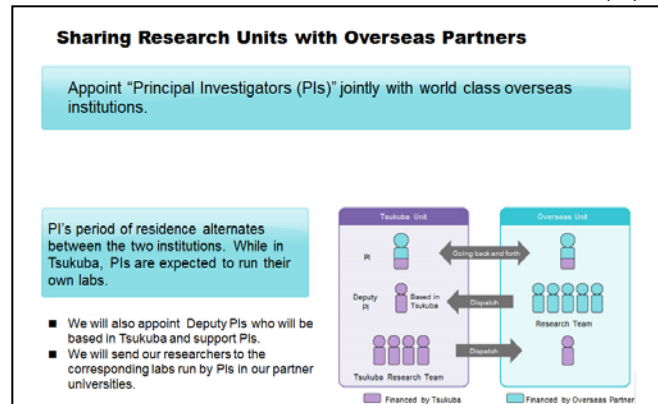 Sharing Research Units with Overseas Partners
Appoint “Principal Investigators (PIs)” jointly with world class overseas
institutions.
PI's period of residence alternates
between the two institutions.  While in
Tsukuba, PIs are expected to run their
own labs.
■ We will also appoint  Deputy PIs who will be
based in Tsukuba and support PIs.
■ We will send our researchers to the
corresponding labs run by PIs in our partner
universities.
Tsukuba Unit
Overseas Unit
PI
Going back and forth
Deputy
PI
Based in
Tsukuba
Dispatch
Research Team
Dispatch
Tsukuba Research Team
Financed by Tsukuba
Financed by Overseas Partner